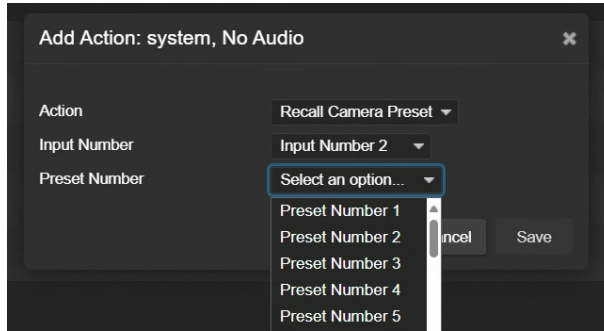 Add Action: system, No Audio
Action Recall Camera Preset
Input Number Input Number 2
Preset Number Select an option...
Preset Number 1
Preset Number 2 ncel Save
Preset Number 3
Preset Number 4
Preset Number 5